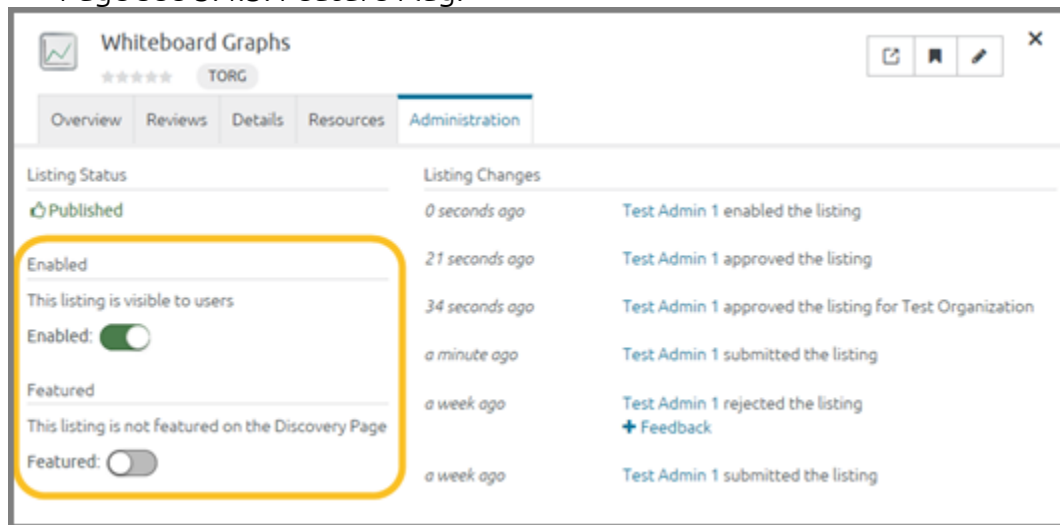 Whiteboard Graphs
TORG
Overview Reviews Details Resources Administration
Listing Status
Published
Enabled
This listing is visible to users
Enabled:
Featured
This listing is not featured on the Discovery Page
Featured:
Listing Changes
0 seconds ago Test Admin 1 enabled the listing
21 seconds ago Test Admin 1 approved the listing
34 seconds ago Test Admin 1 approved the listing for Test Organization
a minute ago Test Admin 1 submitted the listing
a week ago Test Admin 1 rejected the listing
+ Feedback
a week ago Test Admin 1 submitted the listing